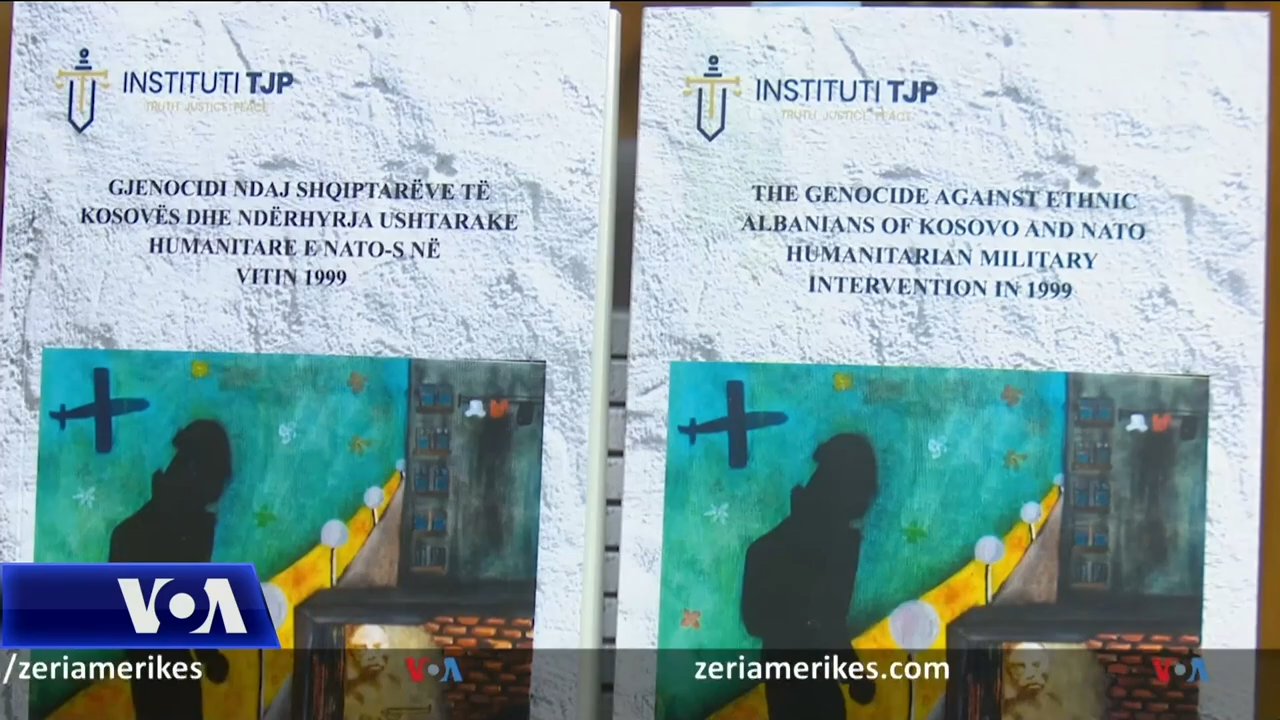 INSTITUTI TJP
TRUTH JUSTICE PEACE
GJENOCIDI NDAJ SHQIPTARËVE TË
KOSOVËS DHE NDËRHYRJA USHTARAKE
HUMANITARE E NATO-S NË
VITIN 1999
INSTITUTI TJP
TRUTH JUSTICE PEACE
THE GENOCIDE AGAINST ETHNIC
ALBANIANS OF KOSOVO AND NATO
HUMANITARIAN MILITARY
INTERVENTION IN 1999
VOA
/zeriamerikes
VOA
zeriamerikes.com
VOA